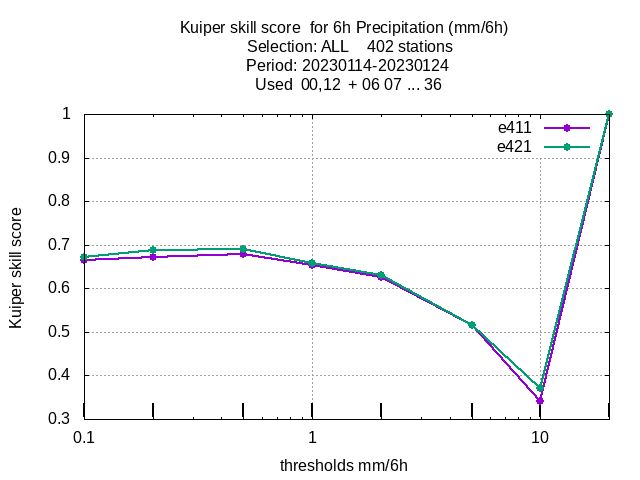 Kuiper skill score  for 6h Precipitation (mm/6h)
Selection: ALL    402 stations
Period: 20230114-20230124
Used  00,12  + 06 07 ... 36
e411
e421
1
0.9
0.8
0.7
0.6
0.5
0.4
0.3
Kuiper skill score
0.1 1 10
thresholds mm/6h